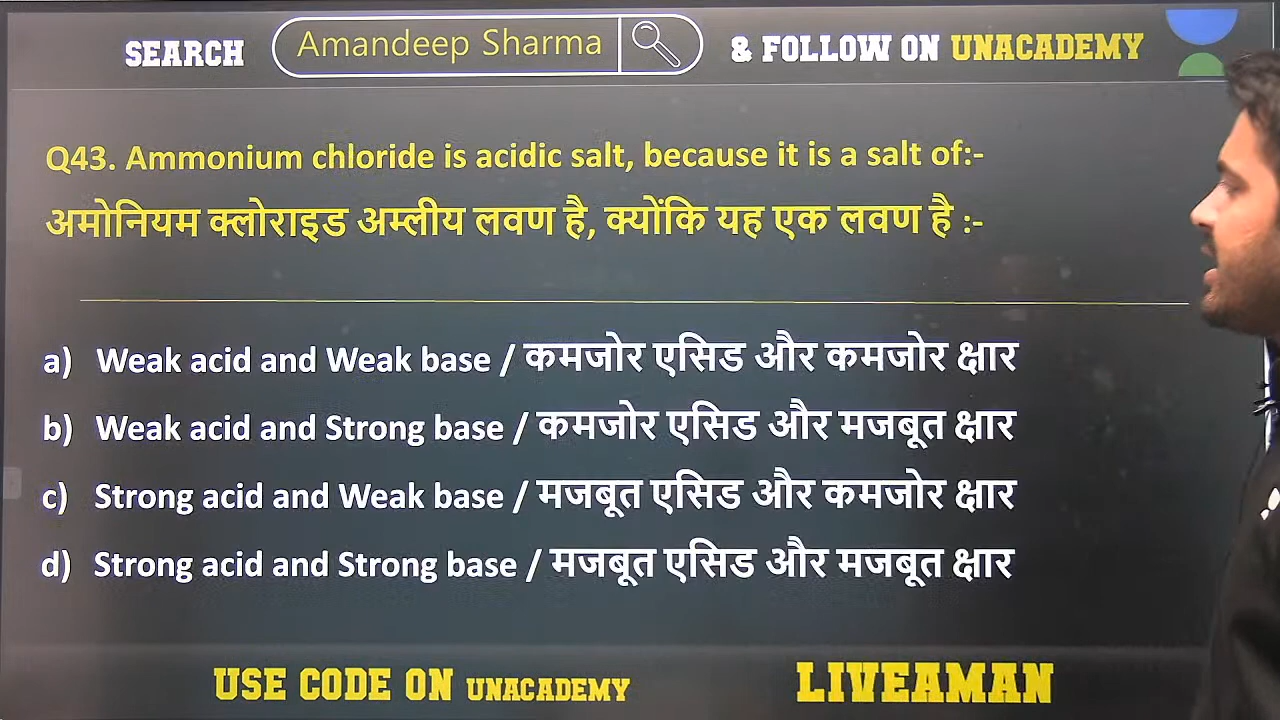 SEARCH Amandeep Sharma & FOLLOW ON UNACADEMY
Q43. Ammonium chloride is acidic salt, because it is a salt of:-
अमोनियम क्लोराइड अम्लीय लवण है, क्योंकि यह एक लवण है :-
a) Weak acid and Weak base / कमजोर एसिड और कमजोर क्षार
b) Weak acid and Strong base / कमजोर एसिड और मजबूत क्षार
c) Strong acid and Weak base / मजबूत एसिड और कमजोर क्षार
d) Strong acid and Strong base / मजबूत एसिड और मजबूत क्षार
USE CODE ON UNACADEMY LIVEAMAN